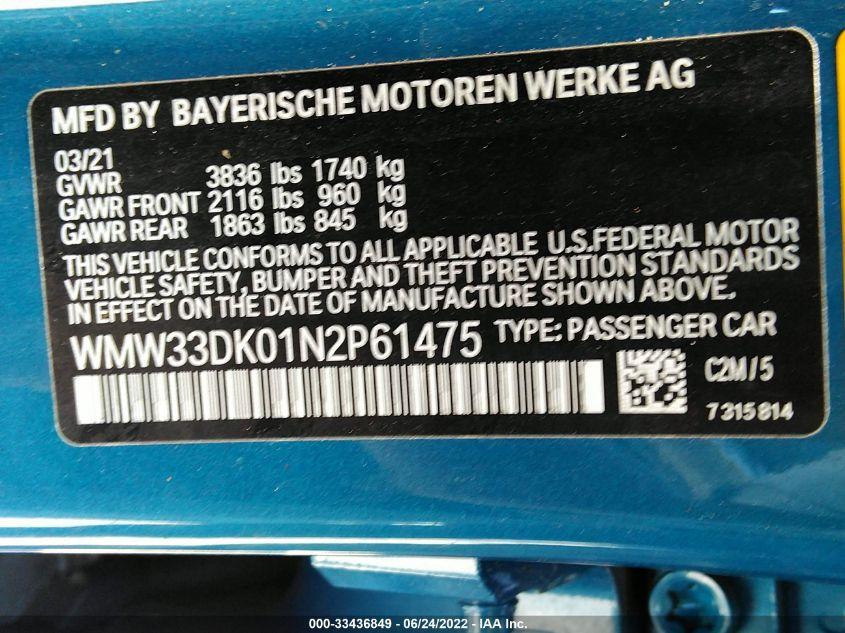 MFD BY BAYERISCHE MOTOREN WERKE AG
03/21
GVWR 3836 lbs 1740 kg
GAWR FRONT 2116 lbs 960 kg
GAWR REAR 1863 lbs 845 kg
THIS VEHICLE CONFORMS TO ALL APPLICABLE U.S.FEDERAL MOTOR
VEHICLE SAFETY, BUMPER AND THEFT PREVENTION STANDARDS
IN EFFECT ON THE DATE OF MANUFACTURE SHOWN ABOVE.
WMW33DK01N2P61475 TYPE: PASSENGER CAR
C2M/5
7315814
000-33436849 - 06/24/2022 - IAA Inc.